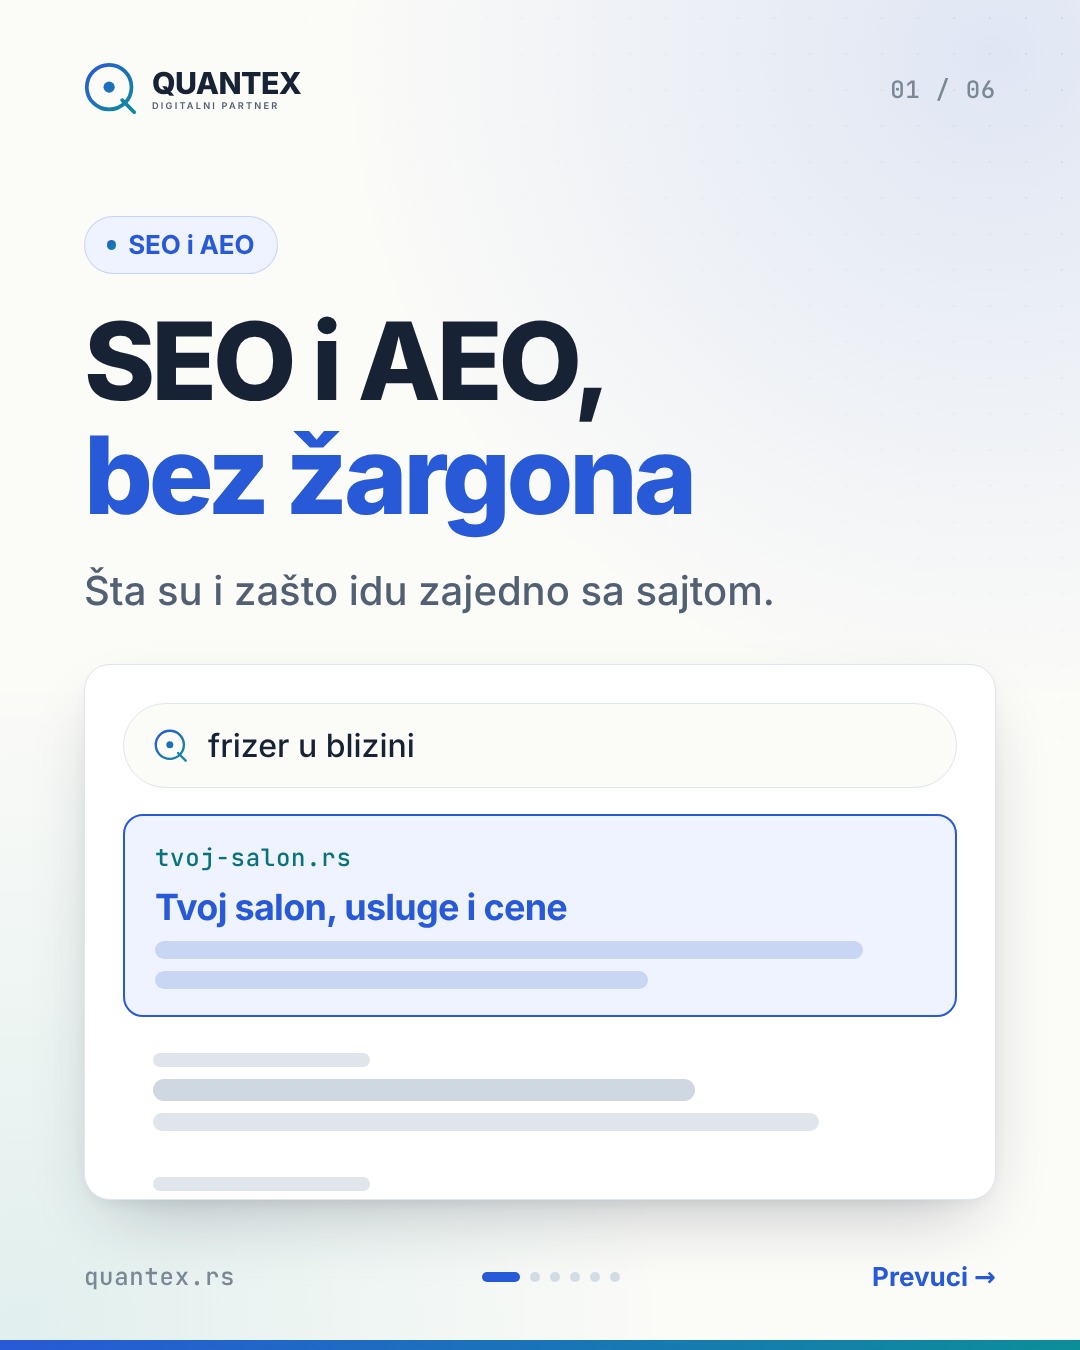 QUANTEX
DIGITALNI PARTNER
01 / 06
SEO i AEO
SEO i AEO,
bez žargona
Šta su i zašto idu zajedno sa sajtom.
frizer u blizini
tvoj-salon.rs
Tvoj salon, usluge i cene
quantex.rs
Prevuci →